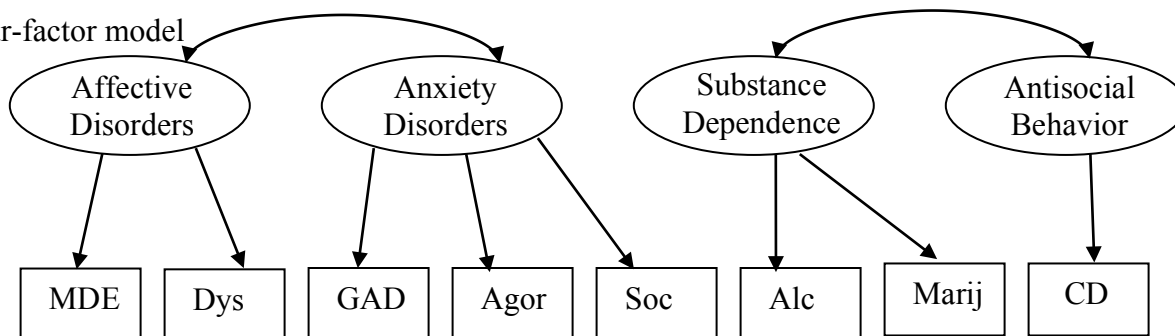 r-factor model
Affective
Disorders
Anxiety
Disorders
Substance
Dependence
Antisocial
Behavior
MDE
Dys
GAD
Agor
Soc
Alc
Marij
CD